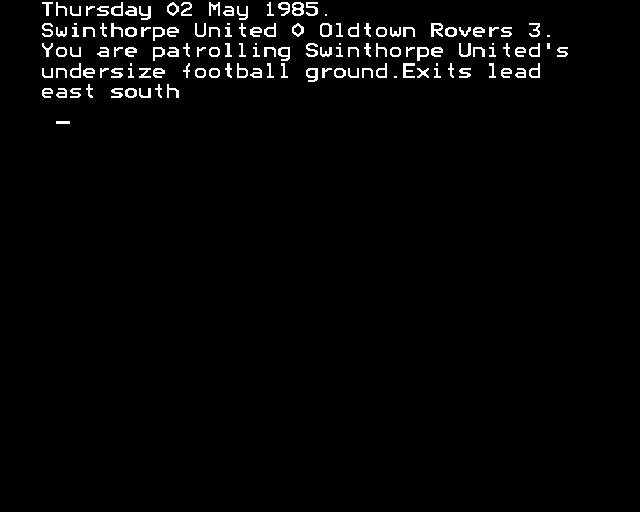 Thursday 02 May 1985.
Swinthorpe United 0 Oldtown Rovers 3.
You are patrolling Swinthorpe United's
undersize football ground.Exits lead
east south